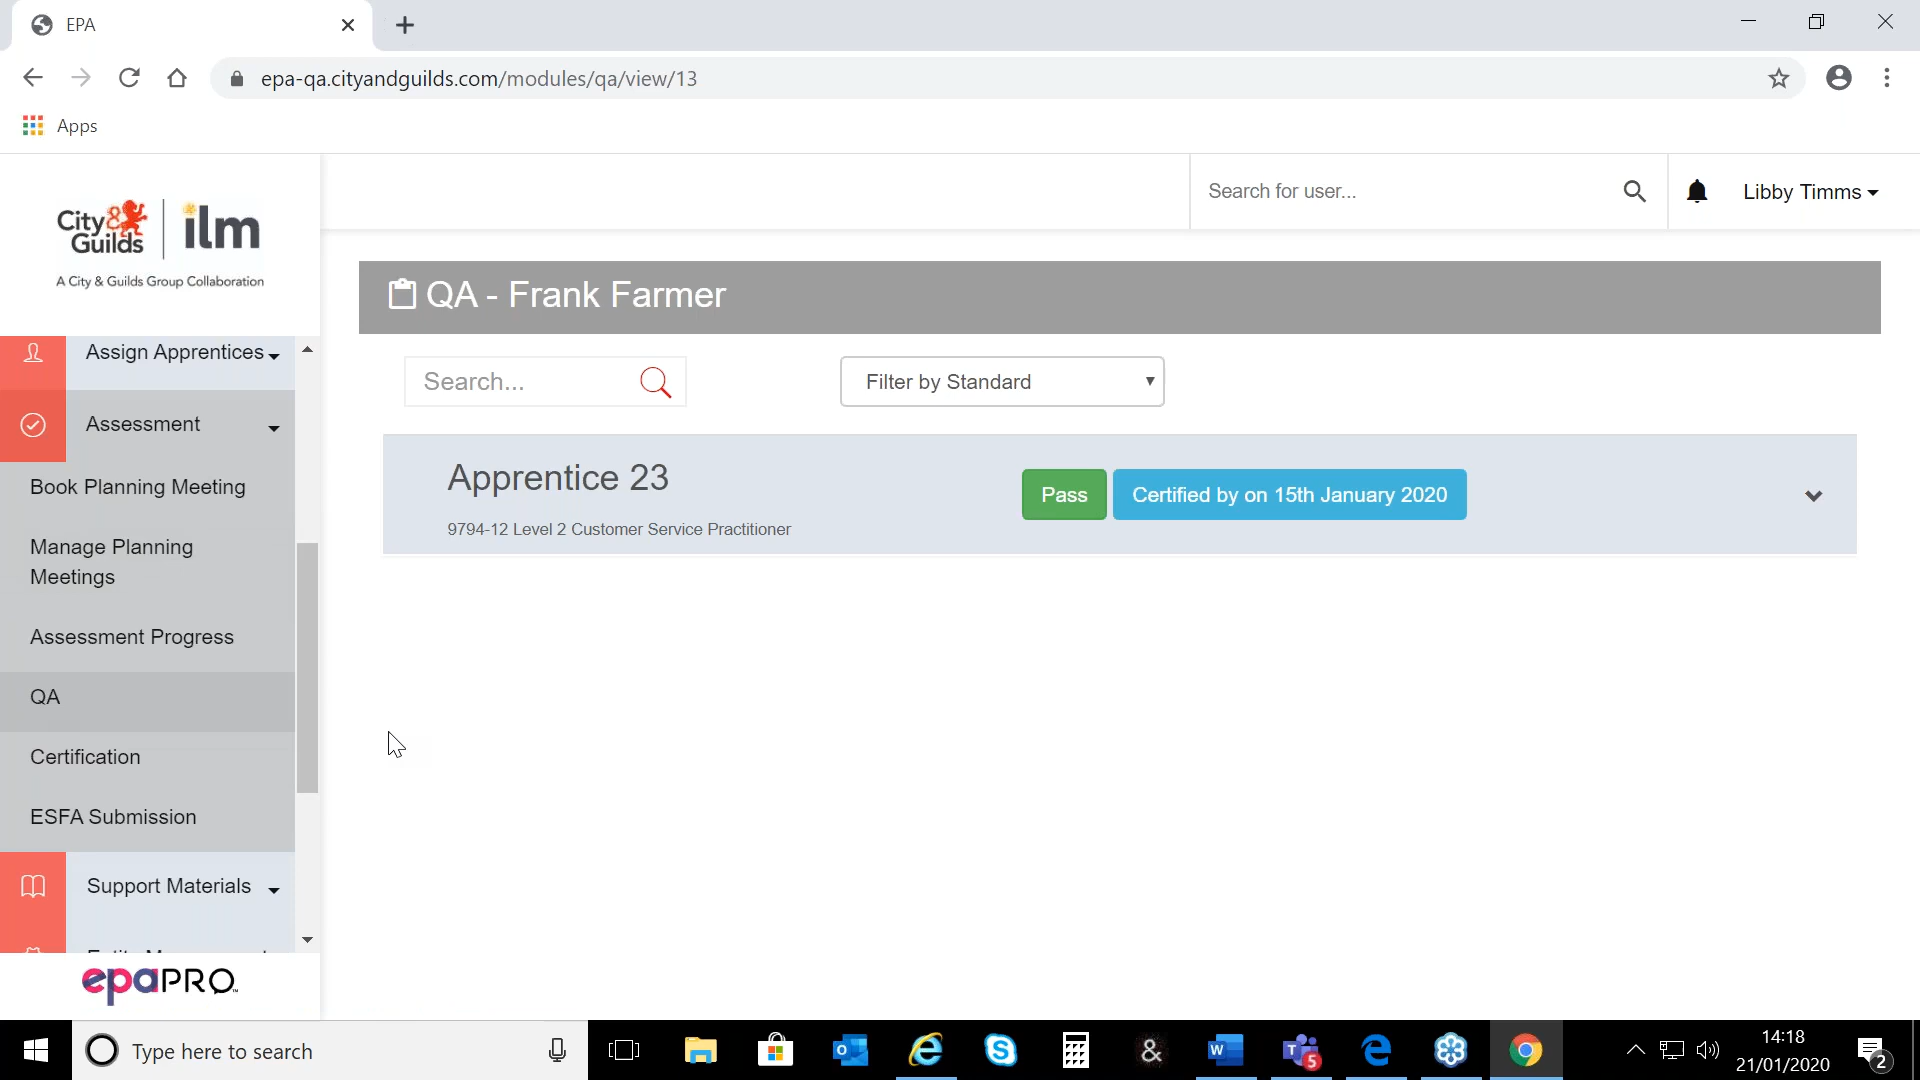 EPA
epa-qa.cityandguilds.com/modules/qa/view/13
Apps
City & Guilds
ilm
A City & Guilds Group Collaboration
Search for user...
Libby Timms
QA - Frank Farmer
Assign Apprentices
Assessment
Book Planning Meeting
Manage Planning
Meetings
Assessment Progress
QA
Certification
ESFA Submission
Support Materials
epaPRO
Search...
Filter by Standard
Apprentice 23
9794-12 Level 2 Customer Service Practitioner
Pass
Certified by on 15th January 2020
Type here to search
5
14:18
21/01/2020
2